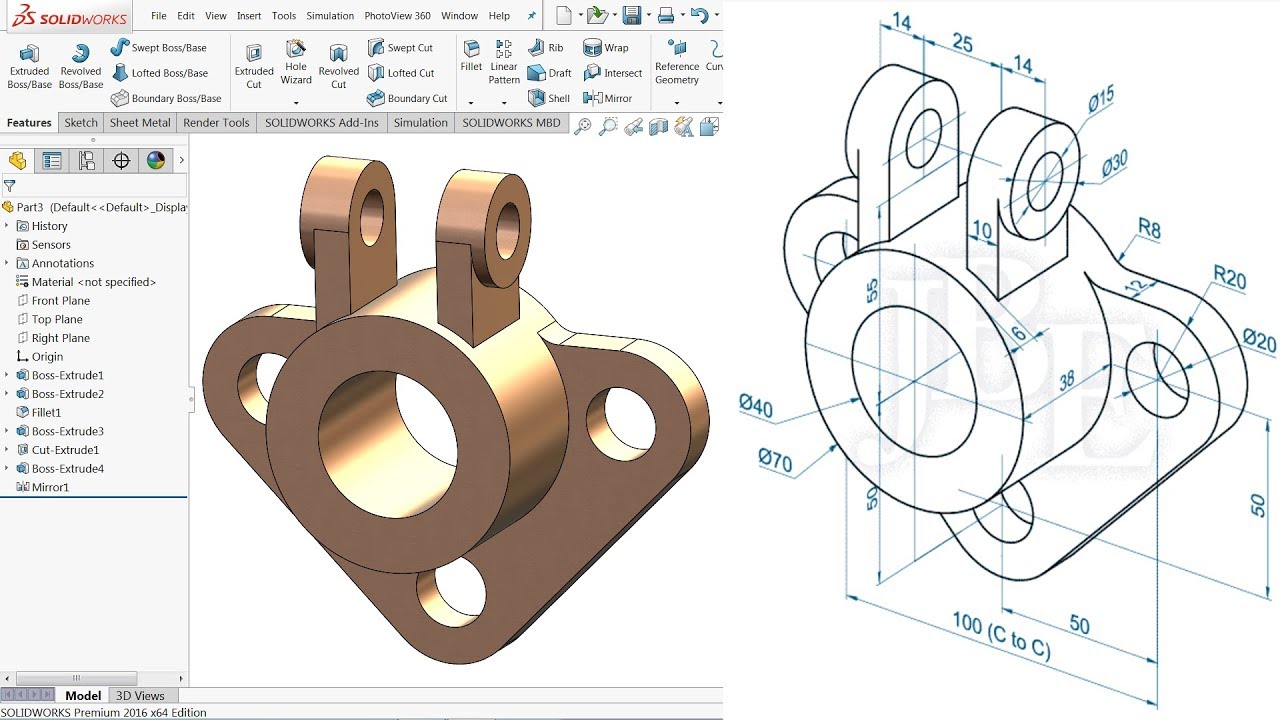 SOLIDWORKS
File Edit View Insert Tools Simulation PhotoView 360 Window Help
Extruded Boss/Base
Revolved Boss/Base
Swept Boss/Base
Lofted Boss/Base
Boundary Boss/Base
Extruded Cut
Hole Wizard
Revolved Cut
Swept Cut
Lofted Cut
Boundary Cut
Fillet
Linear Pattern
Rib
Draft
Shell
Wrap
Intersect
Mirror
Reference Geometry
Features Sketch Sheet Metal Render Tools SOLIDWORKS Add-Ins Simulation SOLIDWORKS MBD
Part3 (Default<<Default>_Displa
History
Sensors
Annotations
Material <not specified>
Front Plane
Top Plane
Right Plane
Origin
Boss-Extrude1
Boss-Extrude2
Fillet1
Boss-Extrude3
Cut-Extrude1
Boss-Extrude4
Mirror1
Model 3D Views
SOLIDWORKS Premium 2016 x64 Edition
14
25
14
Ø15
Ø30
10
R8
12
R20
55
6
Ø20
38
Ø40
Ø70
50
50
50
100 (C to C)